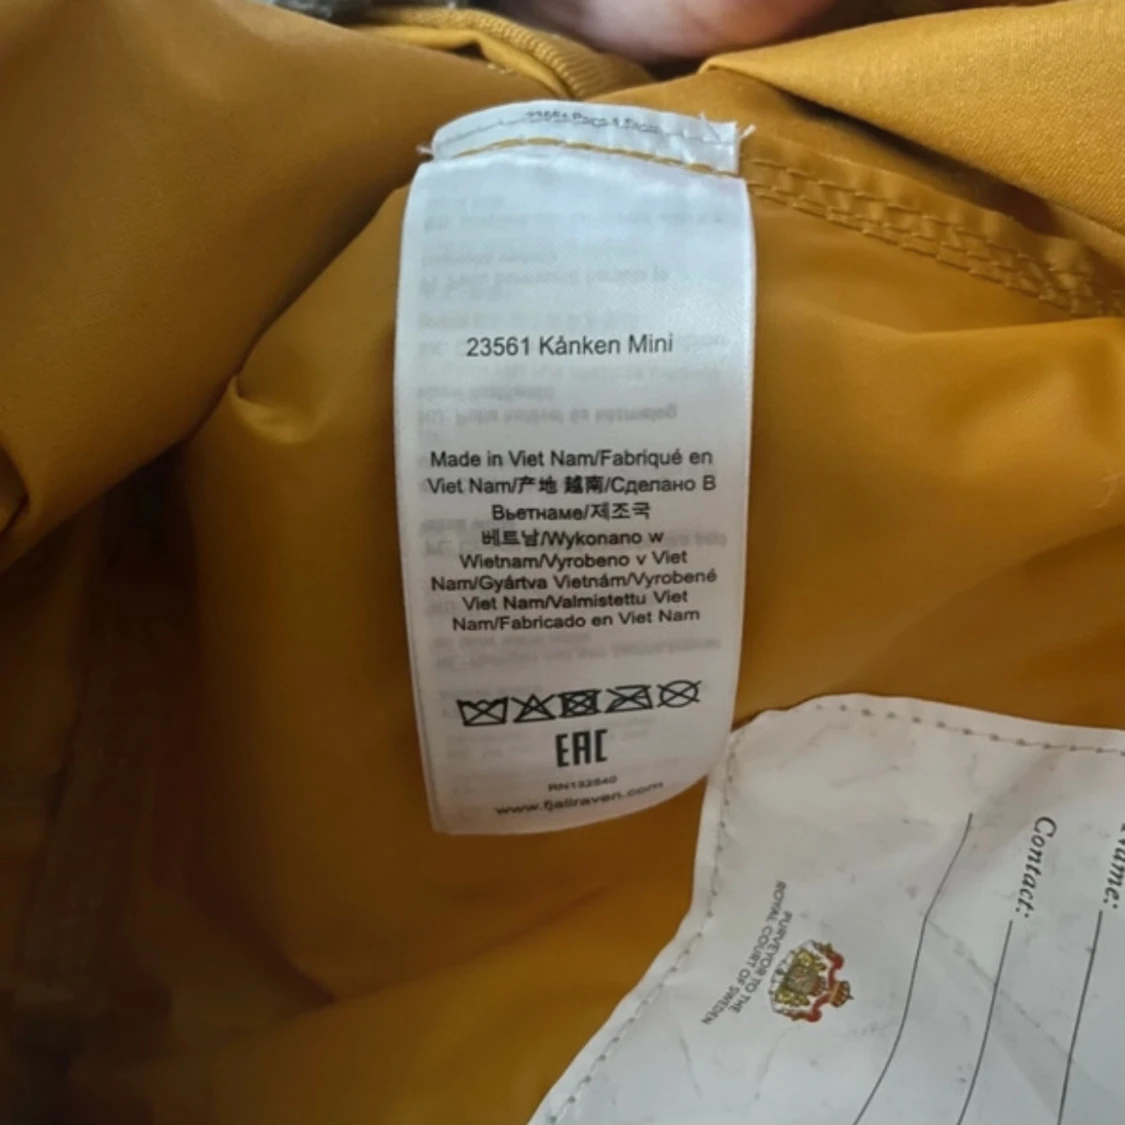 23561 Kånken Mini
Made in Viet Nam/Fabriqué en
Viet Nam/产地 越南/Сделано В
Вьетнаме/제조국
베트남/Wykonano w
Wietnam/Vyrobeno v Viet
Nam/Gyártva Vietnám/Vyrobené
Viet Nam/Valmistettu Viet
Nam/Fabricado en Viet Nam
EAC
RN132840
www.fjallraven.com
Contact:
PURVEYOR TO THE
ROYAL COURT OF SWEDEN